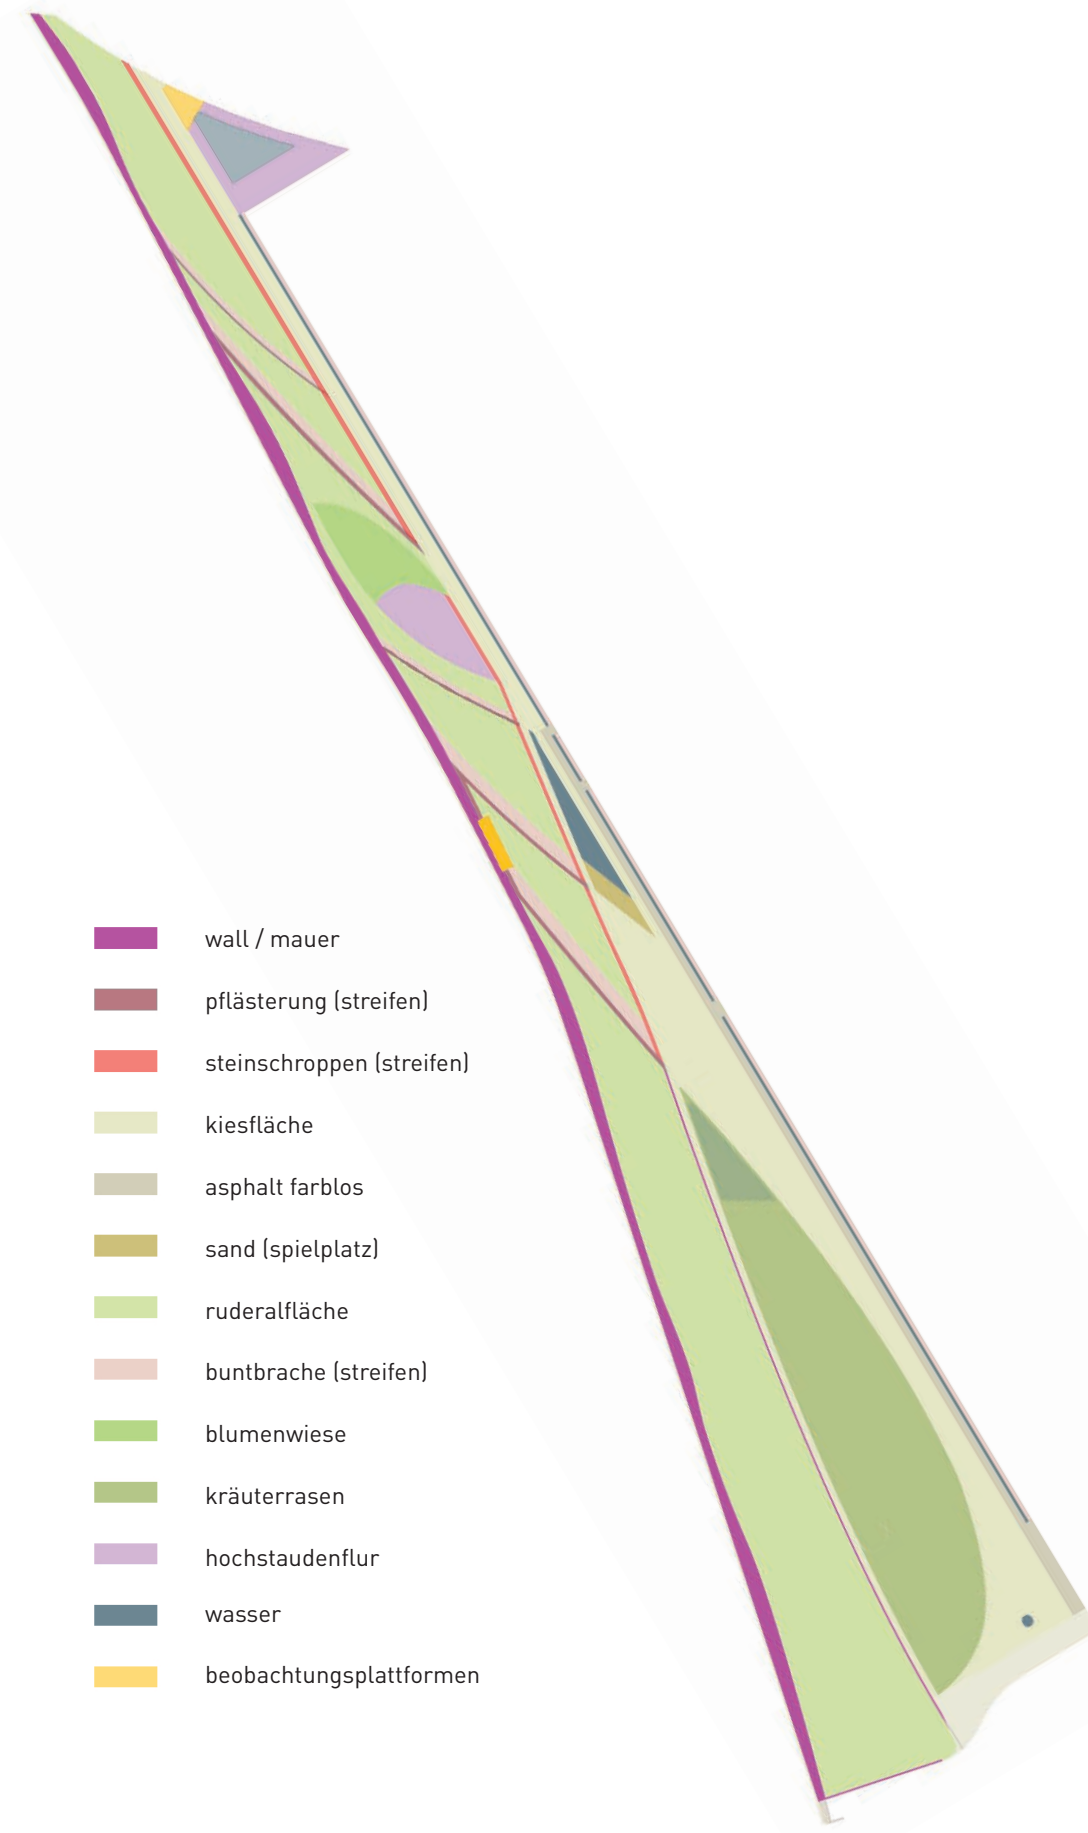 wall / mauer
pflästerung (streifen)
steinschroppen (streifen)
kiesfläche
asphalt farblos
sand (spielplatz)
ruderalfläche
buntbrache (streifen)
blumenwiese
kräuterrasen
hochstaudenflur
wasser
beobachtungsplattformen